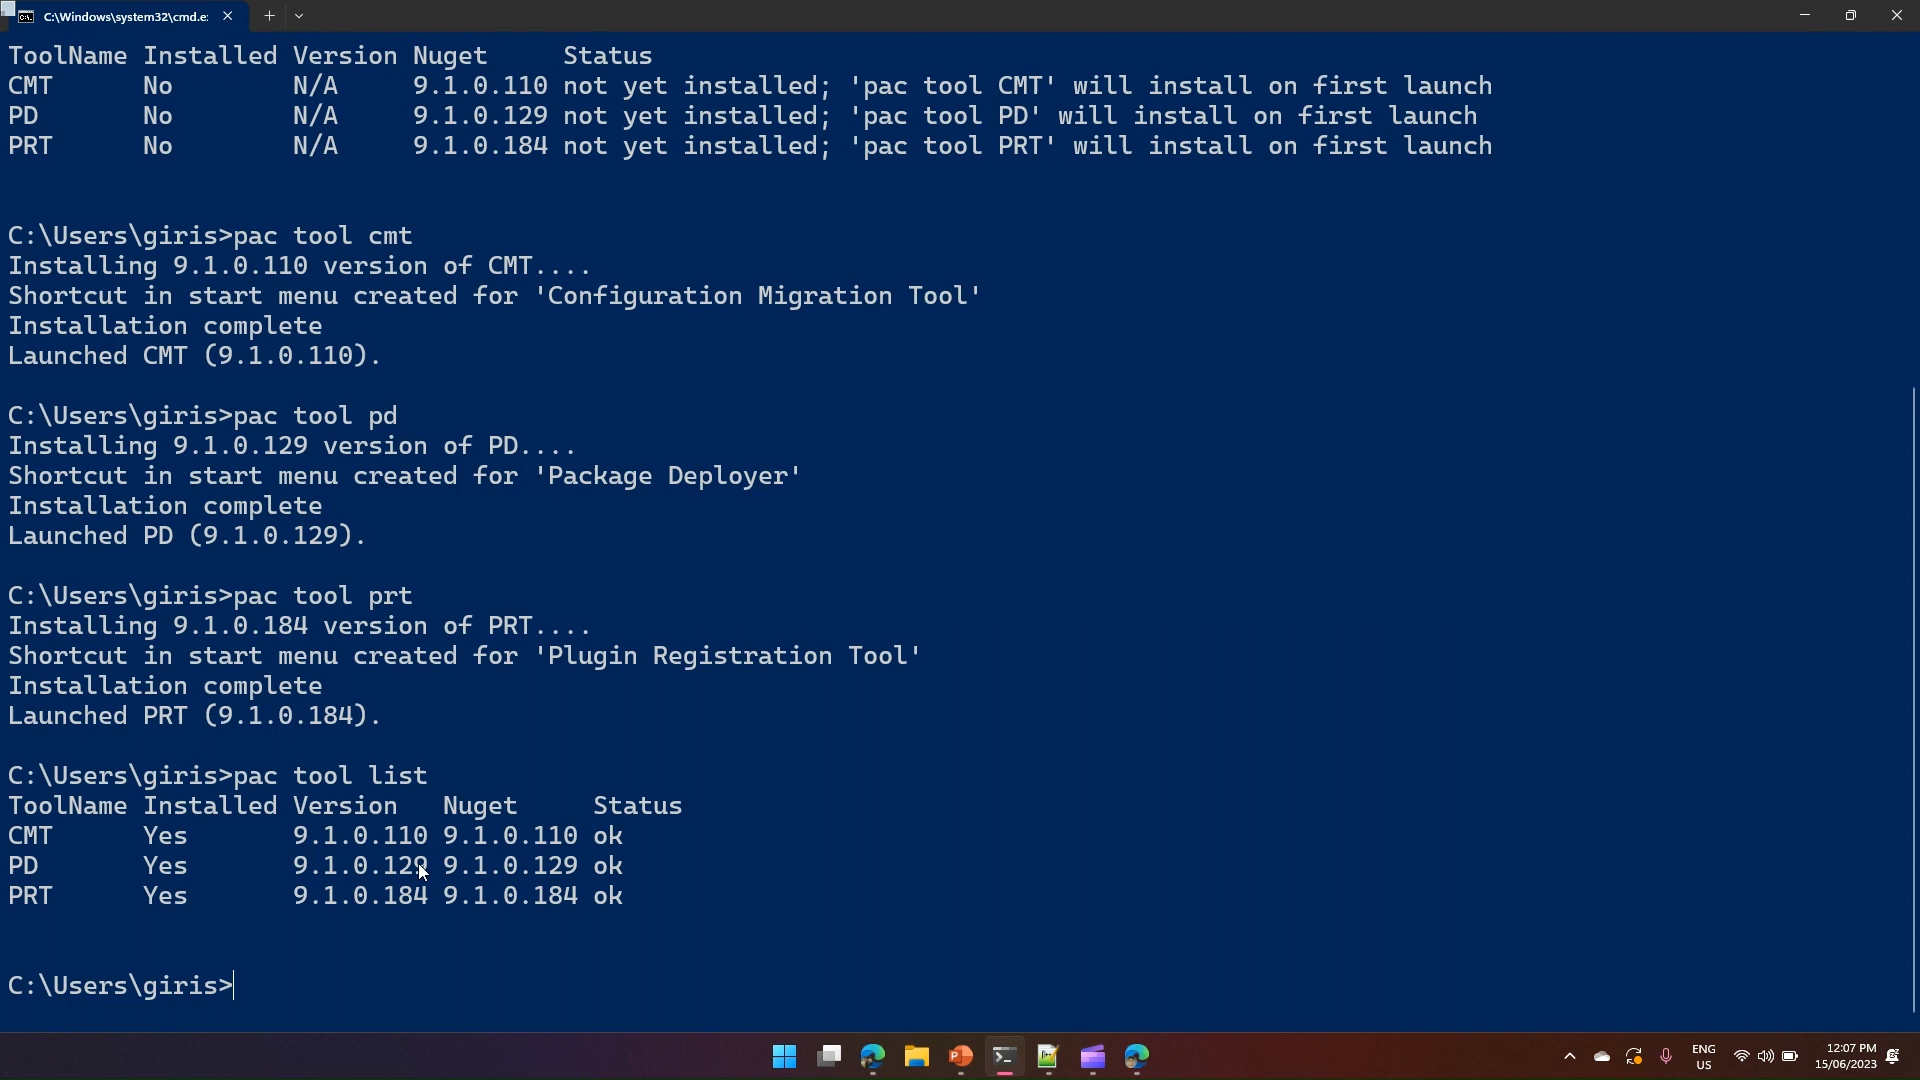 C:\Windows\system32\cmd.e:
ToolName Installed Version Nuget     Status
CMT      No        N/A     9.1.0.110 not yet installed; 'pac tool CMT' will install on first launch
PD       No        N/A     9.1.0.129 not yet installed; 'pac tool PD' will install on first launch
PRT      No        N/A     9.1.0.184 not yet installed; 'pac tool PRT' will install on first launch
C:\Users\giris>pac tool cmt
Installing 9.1.0.110 version of CMT....
Shortcut in start menu created for 'Configuration Migration Tool'
Installation complete
Launched CMT (9.1.0.110).
C:\Users\giris>pac tool pd
Installing 9.1.0.129 version of PD....
Shortcut in start menu created for 'Package Deployer'
Installation complete
Launched PD (9.1.0.129).
C:\Users\giris>pac tool prt
Installing 9.1.0.184 version of PRT....
Shortcut in start menu created for 'Plugin Registration Tool'
Installation complete
Launched PRT (9.1.0.184).
C:\Users\giris>pac tool list
ToolName Installed Version   Nuget     Status
CMT      Yes       9.1.0.110 9.1.0.110 ok
PD       Yes       9.1.0.129 9.1.0.129 ok
PRT      Yes       9.1.0.184 9.1.0.184 ok
C:\Users\giris>
ENG
US
12:07 PM
15/06/2023